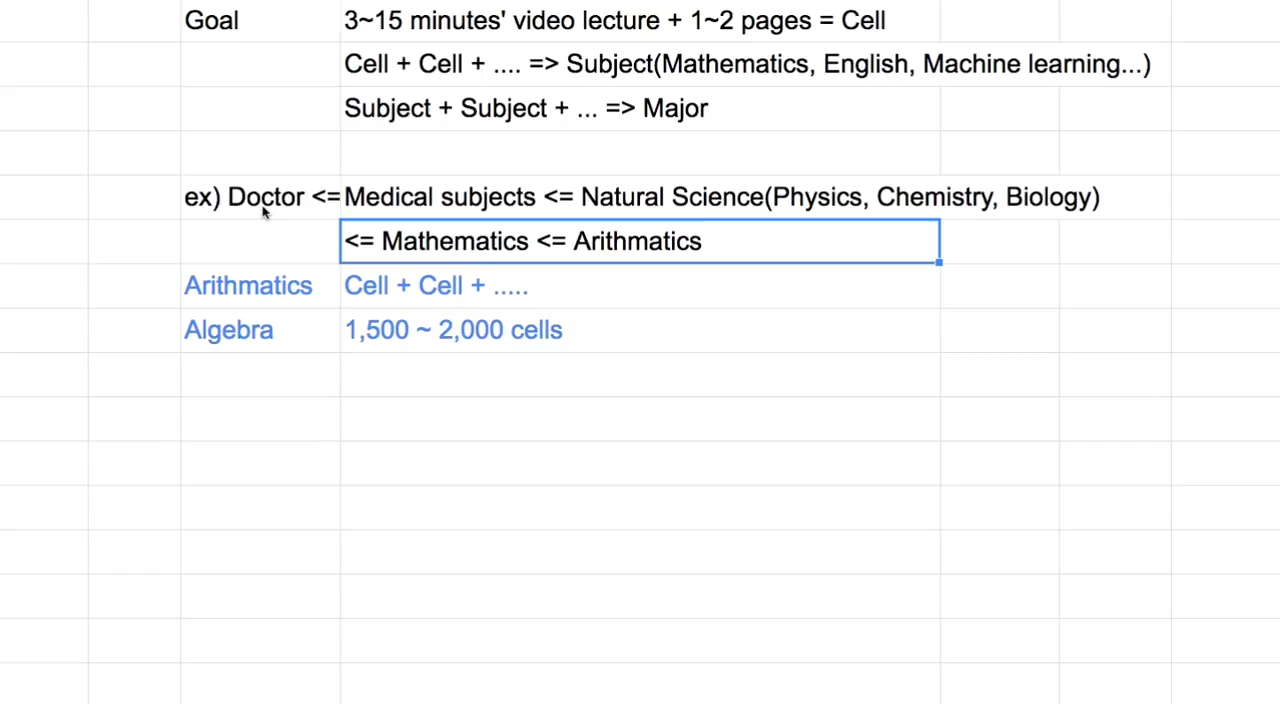 Goal 3~15 minutes' video lecture + 1~2 pages = Cell
Cell + Cell + .... => Subject(Mathematics, English, Machine learning...)
Subject + Subject + ... => Major
ex) Doctor <= Medical subjects <= Natural Science(Physics, Chemistry, Biology)
<= Mathematics <= Arithmatics
Arithmatics Cell + Cell + .....
Algebra 1,500 ~ 2,000 cells